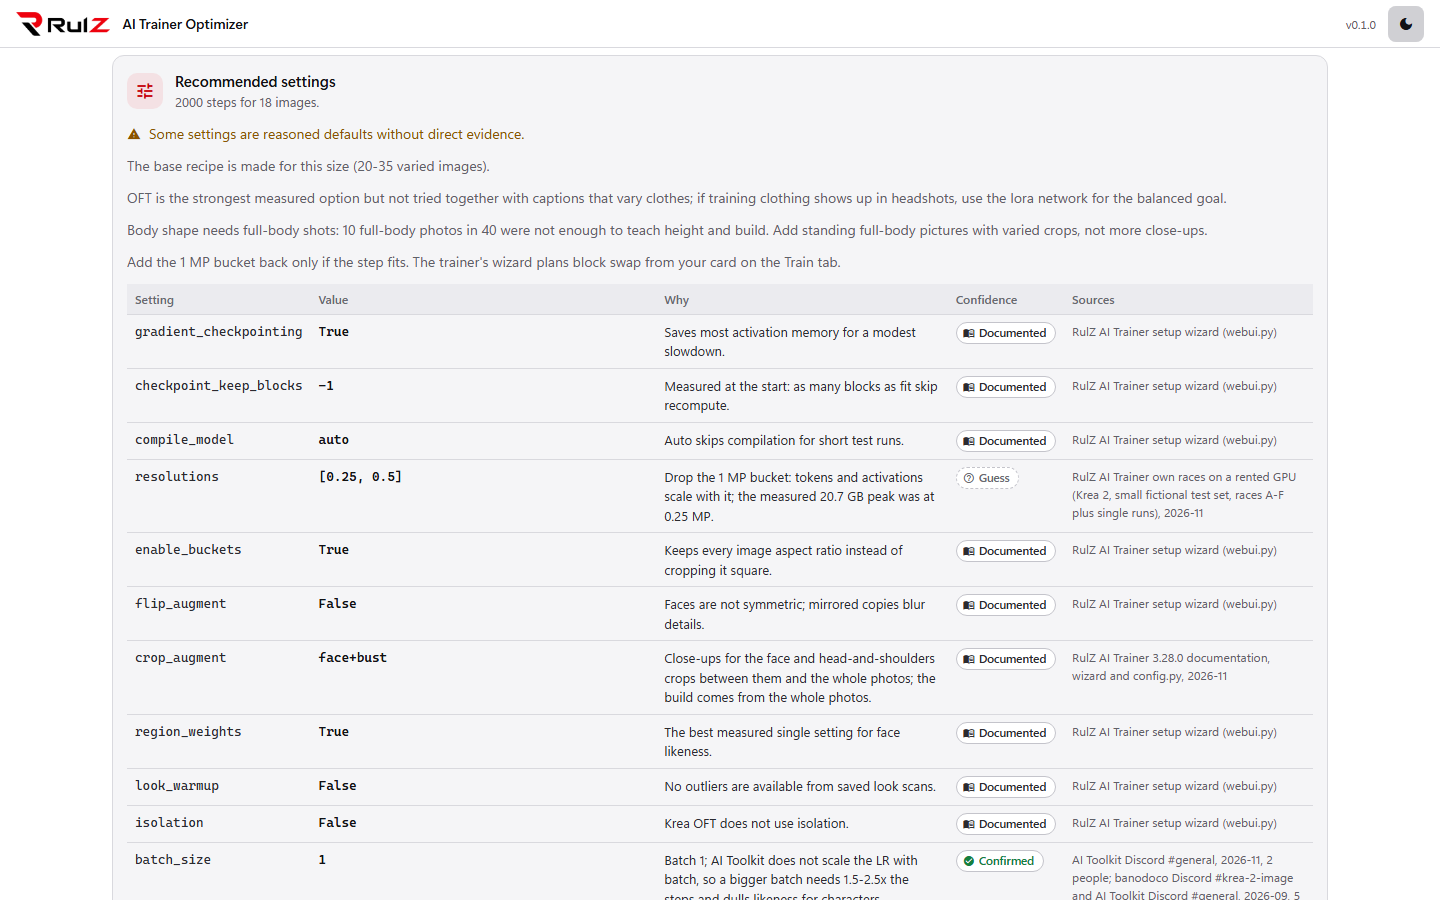 RulZ AI Trainer Optimizer v0.1.0
Recommended settings
2000 steps for 18 images.
Some settings are reasoned defaults without direct evidence.
The base recipe is made for this size (20-35 varied images).
OFT is the strongest measured option but not tried together with captions that vary clothes; if training clothing shows up in headshots, use the lora network for the balanced goal.
Body shape needs full-body shots: 10 full-body photos in 40 were not enough to teach height and build. Add standing full-body pictures with varied crops, not more close-ups.
Add the 1 MP bucket back only if the step fits. The trainer's wizard plans block swap from your card on the Train tab.
Setting Value Why Confidence Sources
gradient_checkpointing True Saves most activation memory for a modest Documented RulZ AI Trainer setup wizard (webui.py)
slowdown.
checkpoint_keep_blocks −1 Measured at the start: as many blocks as fit skip Documented RulZ AI Trainer setup wizard (webui.py)
recompute.
compile_model auto Auto skips compilation for short test runs. Documented RulZ AI Trainer setup wizard (webui.py)
resolutions [0.25, 0.5] Drop the 1 MP bucket: tokens and activations Guess RulZ AI Trainer own races on a rented GPU
scale with it; the measured 20.7 GB peak was at (Krea 2, small fictional test set, races A-F
0.25 MP. plus single runs), 2026-11
enable_buckets True Keeps every image aspect ratio instead of Documented RulZ AI Trainer setup wizard (webui.py)
cropping it square.
flip_augment False Faces are not symmetric; mirrored copies blur Documented RulZ AI Trainer setup wizard (webui.py)
details.
crop_augment face+bust Close-ups for the face and head-and-shoulders Documented RulZ AI Trainer 3.28.0 documentation,
crops between them and the whole photos; the wizard and config.py, 2026-11
build comes from the whole photos.
region_weights True The best measured single setting for face Documented RulZ AI Trainer setup wizard (webui.py)
likeness.
look_warmup False No outliers are available from saved look scans. Documented RulZ AI Trainer setup wizard (webui.py)
isolation False Krea OFT does not use isolation. Documented RulZ AI Trainer setup wizard (webui.py)
batch_size 1 Batch 1; AI Toolkit does not scale the LR with Confirmed AI Toolkit Discord #general, 2026-11, 2
batch, so a bigger batch needs 1.5-2.5x the people; banodoco Discord #krea-2-image
steps and dulls likeness for characters. and AI Toolkit Discord #general, 2026-09, 5